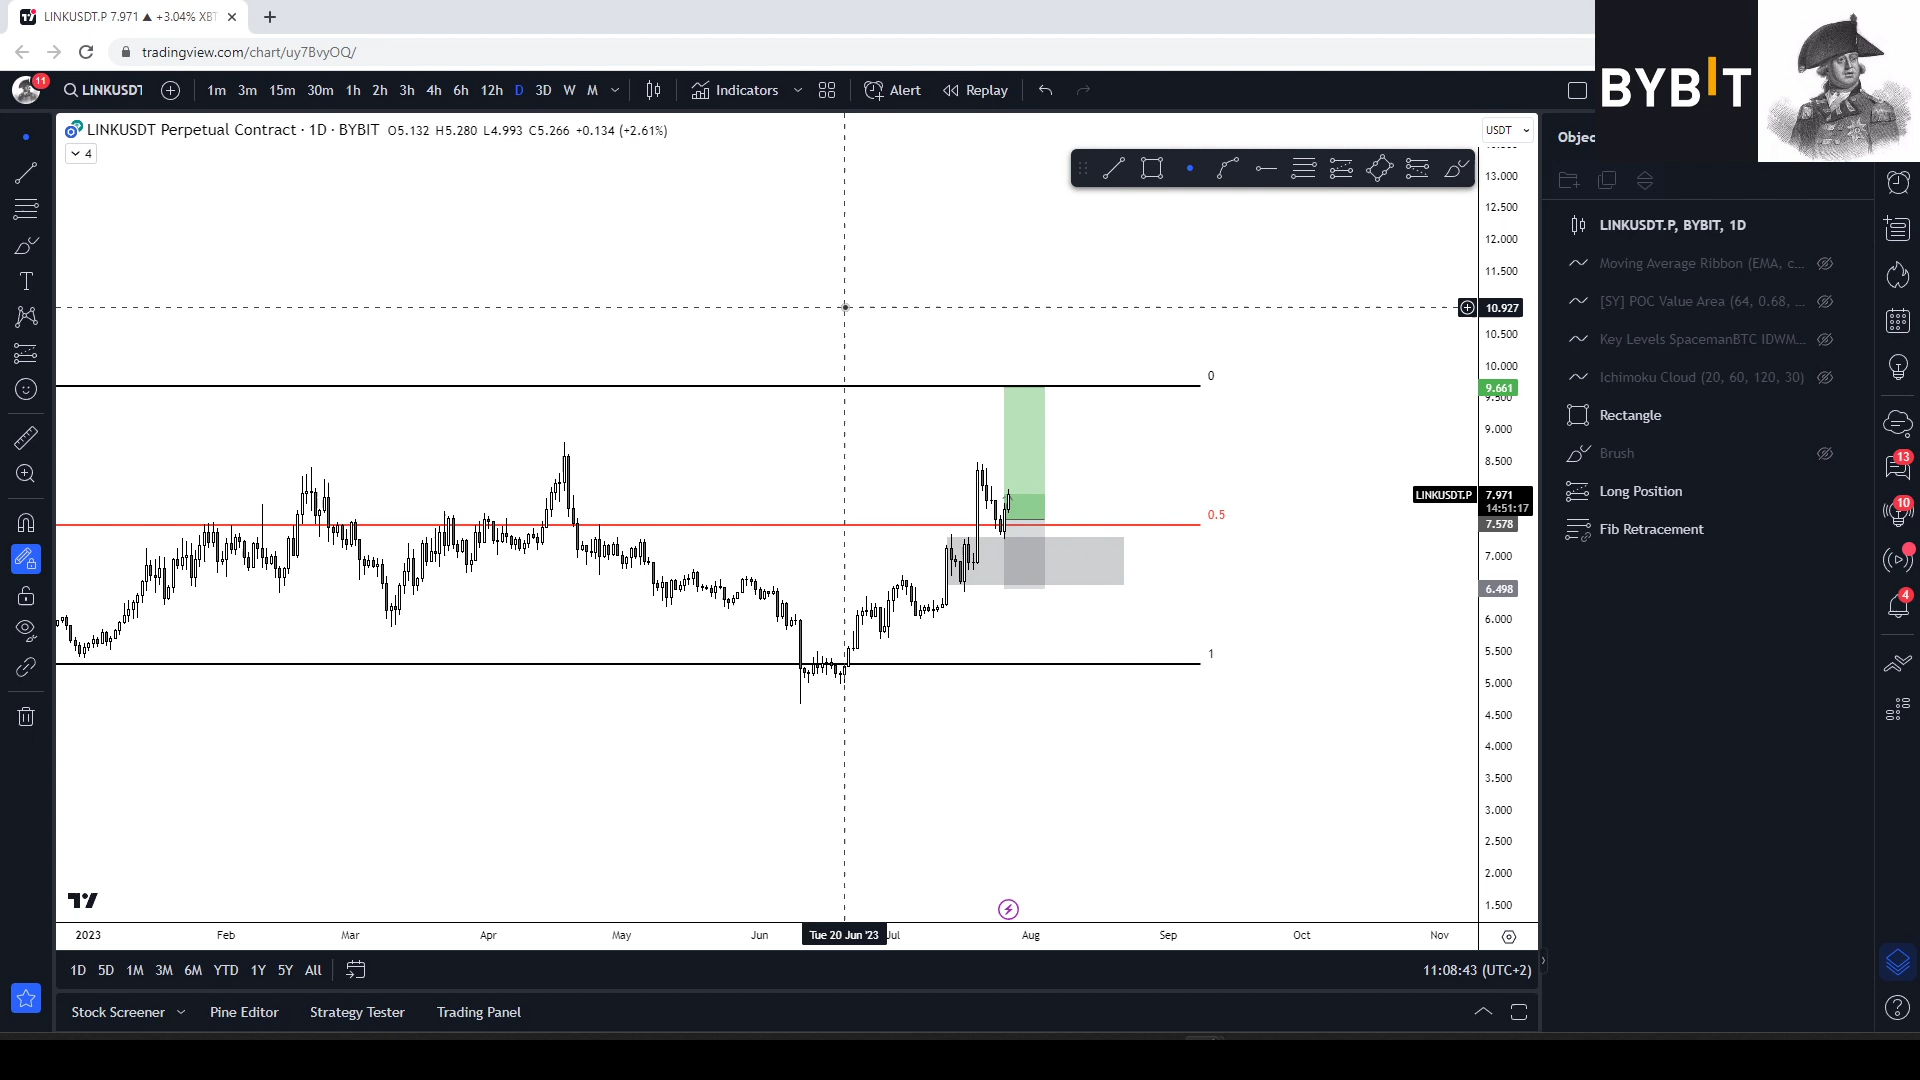 LINKUSDT.P 7.971 ▲ +3.04% XBT
tradingview.com/chart/uy7BvyOQ/
11
LINKUSDT
1m 3m 15m 30m 1h 2h 3h 4h 6h 12h D 3D W M
Indicators
Alert
Replay
BYBIT
LINKUSDT Perpetual Contract · 1D · BYBIT O5.132 H5.280 L4.993 C5.266 +0.134 (+2.61%)
4
USDT
13.000
12.500
12.000
11.500
10.927
10.500
10.000
9.661
9.500
9.000
8.500
LINKUSDT.P 7.971
14:51:17
7.578
7.000
6.498
6.000
5.500
5.000
4.500
4.000
3.500
3.000
2.500
2.000
1.500
0
0.5
1
2023 Feb Mar Apr May Jun Tue 20 Jun '23 Jul Aug Sep Oct Nov
1D 5D 1M 3M 6M YTD 1Y 5Y All
11:08:43 (UTC+2)
Stock Screener Pine Editor Strategy Tester Trading Panel
Objec
LINKUSDT.P, BYBIT, 1D
Moving Average Ribbon (EMA, c...
[SY] POC Value Area (64, 0.68, ...
Key Levels SpacemanBTC IDWM...
Ichimoku Cloud (20, 60, 120, 30)
Rectangle
Brush
Long Position
Fib Retracement
13
10
4